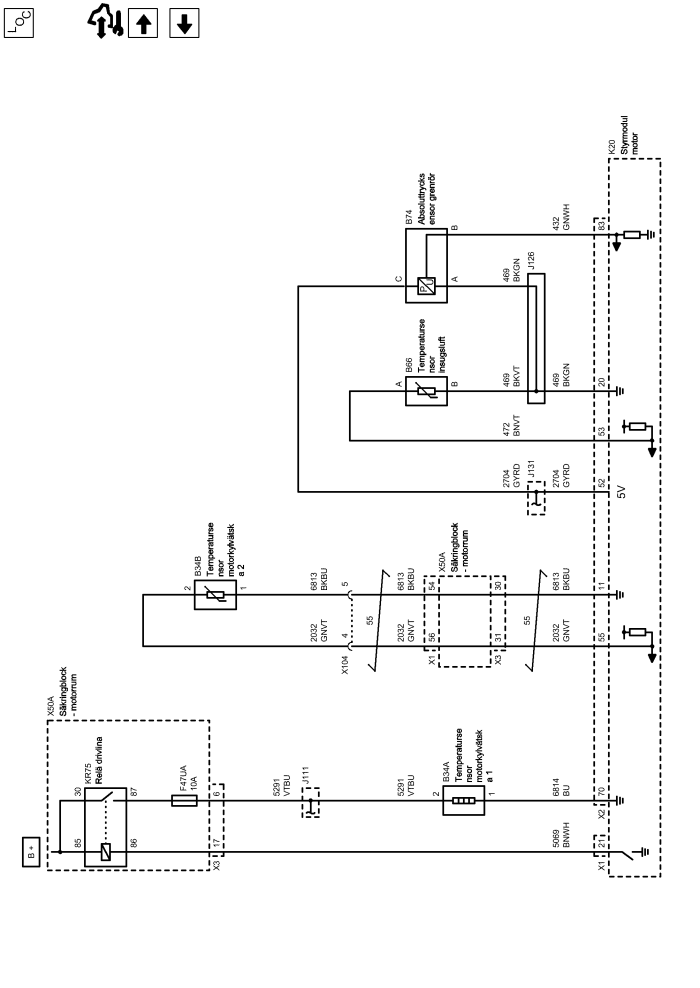 LOC
B +
X50A
Säkringblock
- motorrum
KR75
Relä drivlina
30
87
85
86
F47UA
10A
6
17
X3
5291
VTBU
J111
5291
VTBU
2
B34A
Temperaturse
nsor
motorkylvätsk
a 1
1
6814
BU
70
X2
5069
BNWH
21
X1
2
B34B
Temperaturse
nsor
motorkylvätsk
a 2
1
2032
GNVT
6813
BKBU
4
5
X104
55
2032
GNVT
6813
BKBU
56
54
X1
X50A
Säkringblock
- motorrum
31
30
X3
55
2032
GNVT
6813
BKBU
55
11
2704
GYRD
J131
2704
GYRD
52
5V
472
BNVT
53
A
B66
Temperaturse
nsor
insugsluft
B
469
BKVT
469
BKGN
20
C
B74
Absoluttrycks
ensor grenrör
P
U
A
B
469
BKGN
J126
432
GNWH
83
K20
Styrmodul
motor